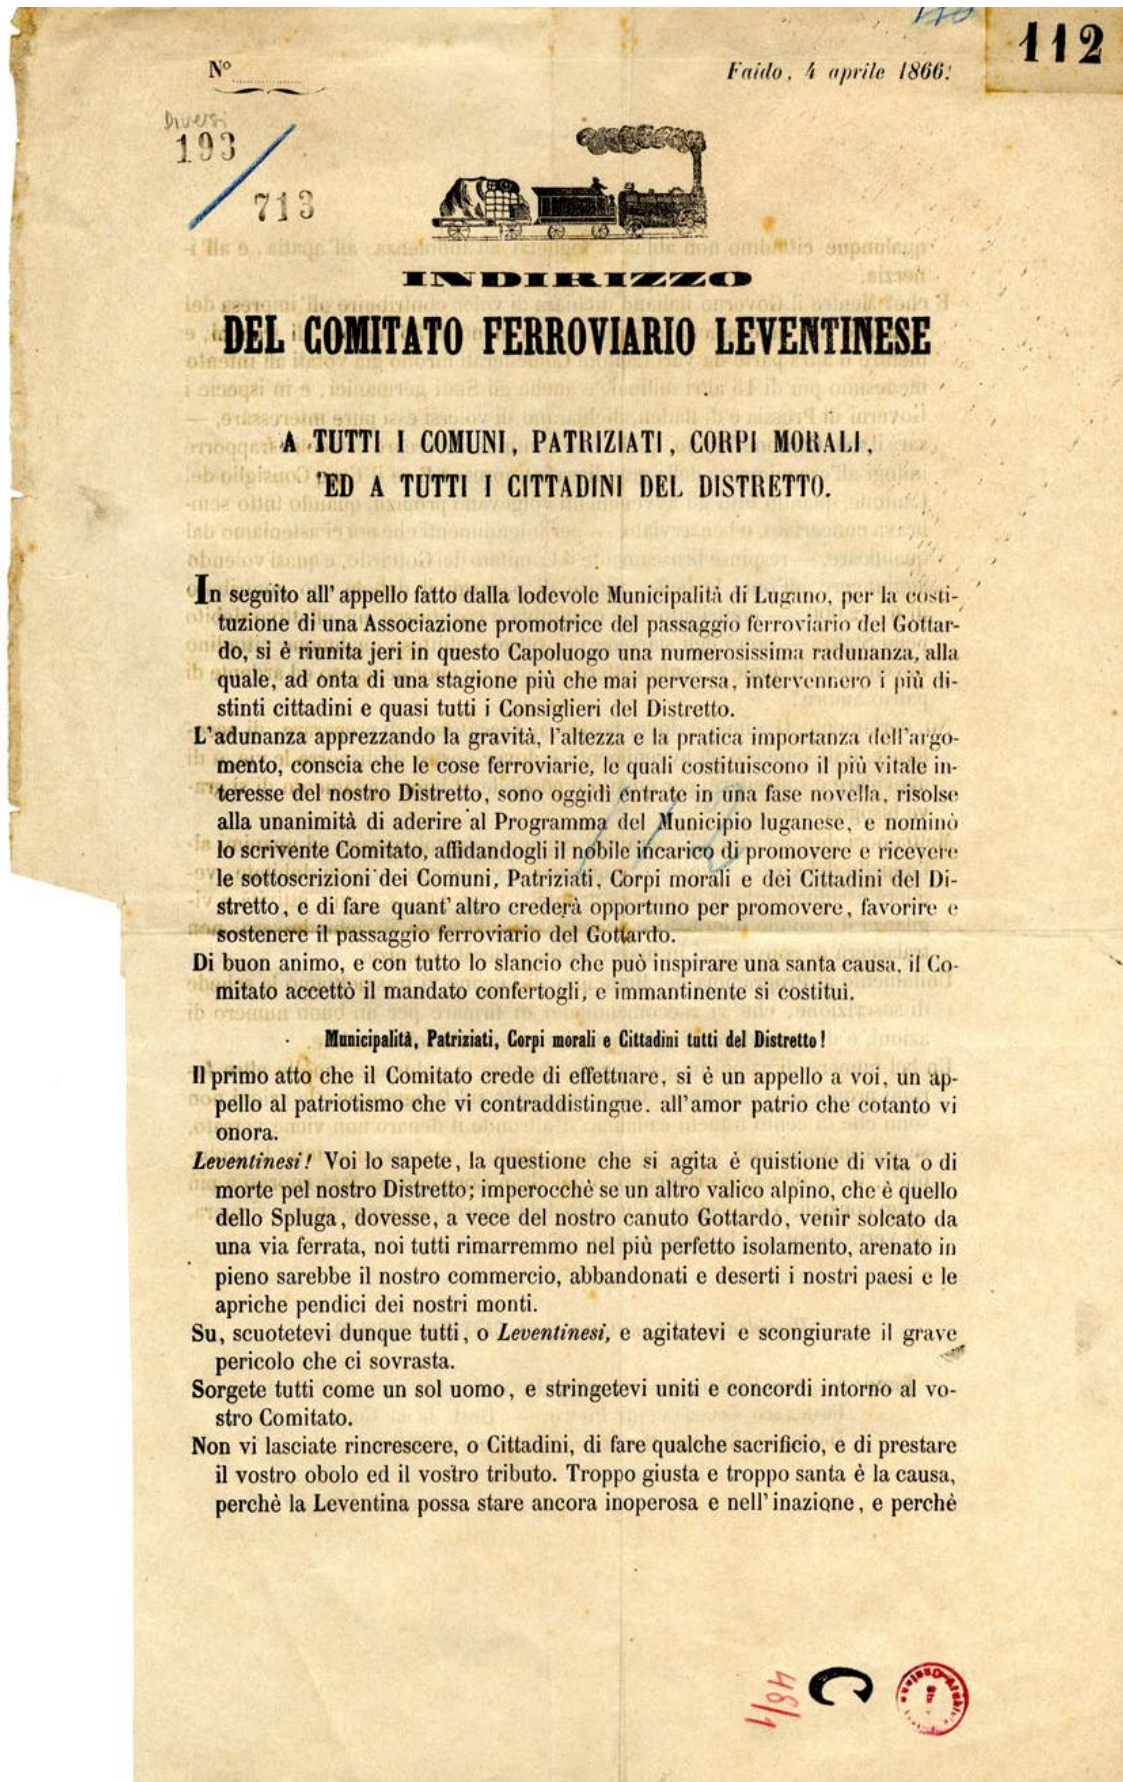 112
Nº
Faido, 4 aprile 1866.
Diversi
193
713
INDIRIZZO
DEL COMITATO FERROVIARIO LEVENTINESE
A TUTTI I COMUNI, PATRIZIATI, CORPI MORALI,
ED A TUTTI I CITTADINI DEL DISTRETTO.
In seguito all' appello fatto dalla lodevole Municipalità di Lugano, per la costi-
tuzione di una Associazione promotrice del passaggio ferroviario del Gottar-
do, si è riunita jeri in questo Capoluogo una numerosissima radunanza, alla
quale, ad onta di una stagione più che mai perversa, intervennero i più di-
stinti cittadini e quasi tutti i Consiglieri del Distretto.
L'adunanza apprezzando la gravità, l'altezza e la pratica importanza dell'argo-
mento, conscia che le cose ferroviarie, le quali costituiscono il più vitale in-
teresse del nostro Distretto, sono oggidì entrate in una fase novella, risolse
alla unanimità di aderire al Programma del Municipio luganese, e nominò
lo scrivente Comitato, affidandogli il nobile incarico di promovere e ricevere
le sottoscrizioni dei Comuni, Patriziati, Corpi morali e dei Cittadini del Di-
stretto, e di fare quant' altro crederà opportuno per promovere, favorire e
sostenere il passaggio ferroviario del Gottardo.
Di buon animo, e con tutto lo slancio che può inspirare una santa causa, il Co-
mitato accettò il mandato confertogli, e immantinente si costituì.
Municipalità, Patriziati, Corpi morali e Cittadini tutti del Distretto!
Il primo atto che il Comitato crede di effettuare, si è un appello a voi, un ap-
pello al patriotismo che vi contraddistingue. all'amor patrio che cotanto vi
onora.
Leventinesi! Voi lo sapete, la questione che si agita è quistione di vita o di
morte pel nostro Distretto; imperocchè se un altro valico alpino, che è quello
dello Spluga, dovesse, a vece del nostro canuto Gottardo, venir solcato da
una via ferrata, noi tutti rimarremmo nel più perfetto isolamento, arenato in
pieno sarebbe il nostro commercio, abbandonati e deserti i nostri paesi e le
apriche pendici dei nostri monti.
Su, scuotetevi dunque tutti, o Leventinesi, e agitatevi e scongiurate il grave
pericolo che ci sovrasta.
Sorgete tutti come un sol uomo, e stringetevi uniti e concordi intorno al vo-
stro Comitato.
Non vi lasciate rincrescere, o Cittadini, di fare qualche sacrificio, e di prestare
il vostro obolo ed il vostro tributo. Troppo giusta e troppo santa è la causa,
perchè la Leventina possa stare ancora inoperosa e nell' inazione, e perchè
48/1
C